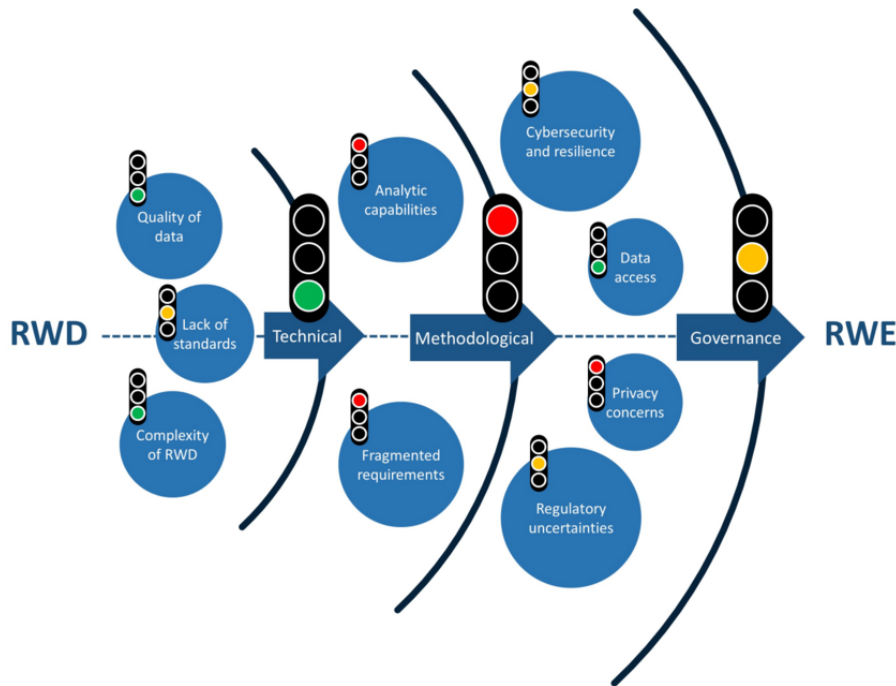 Cybersecurity
and resilience
Analytic
capabilities
Quality of
data
Data
access
RWD
Lack of
standards
Technical
Methodological
Governance
RWE
Privacy
concerns
Complexity
of RWD
Fragmented
requirements
Regulatory
uncertainties